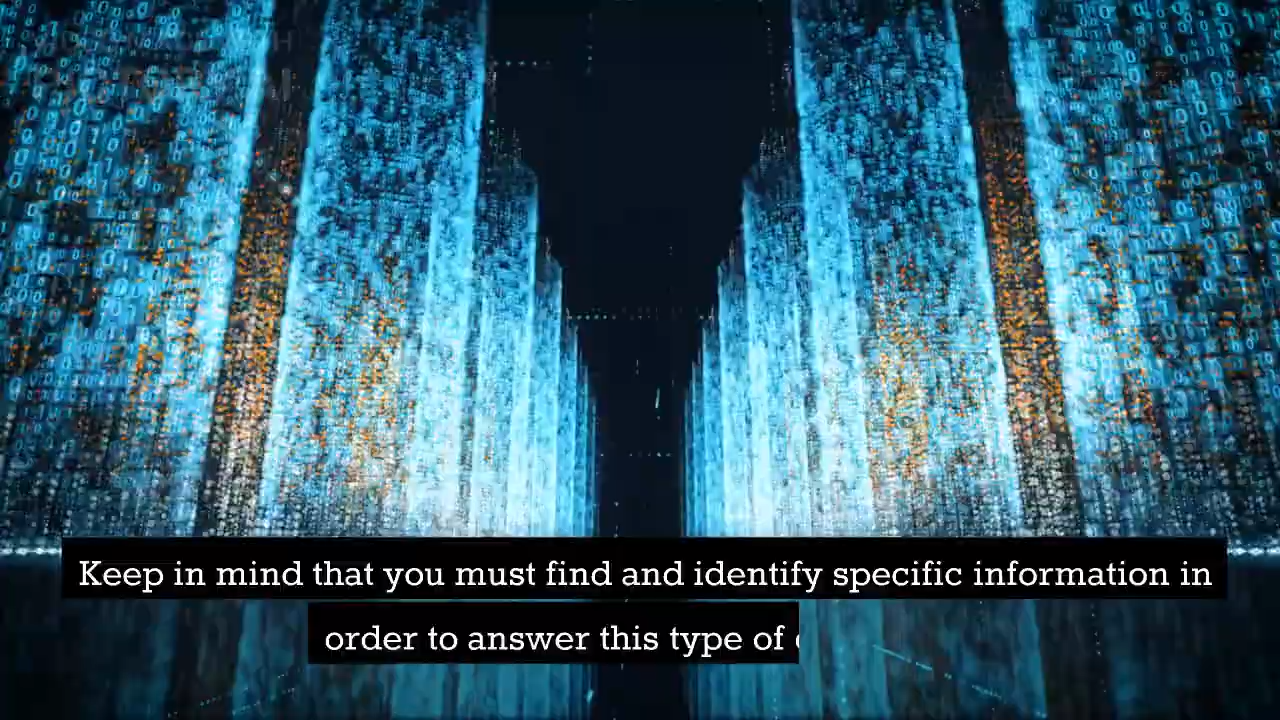 Keep in mind that you must find and identify specific information in
order to answer this type of